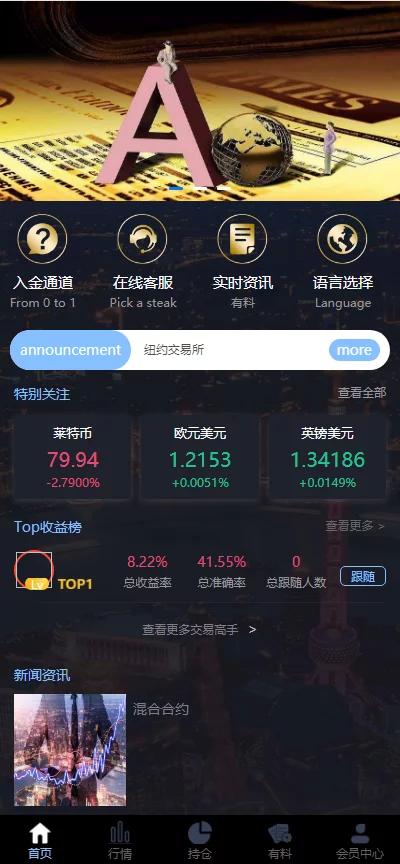 A
入金通道
在线客服
实时资讯
语言选择
From 0 to 1
Pick a steak
有料
Language
announcement
纽约交易所
more
特别关注
查看全部
莱特币
欧元美元
英镑美元
79.94
1.2153
1.34186
-2.7900%
+0.0051%
+0.0149%
Top收益榜
查看更多 >
8.22%
41.55%
0
Lv
TOP1
总收益率
总准确率
总跟随人数
跟随
查看更多交易高手 >
新闻资讯
混合合约
首页
行情
持仓
有料
会员中心